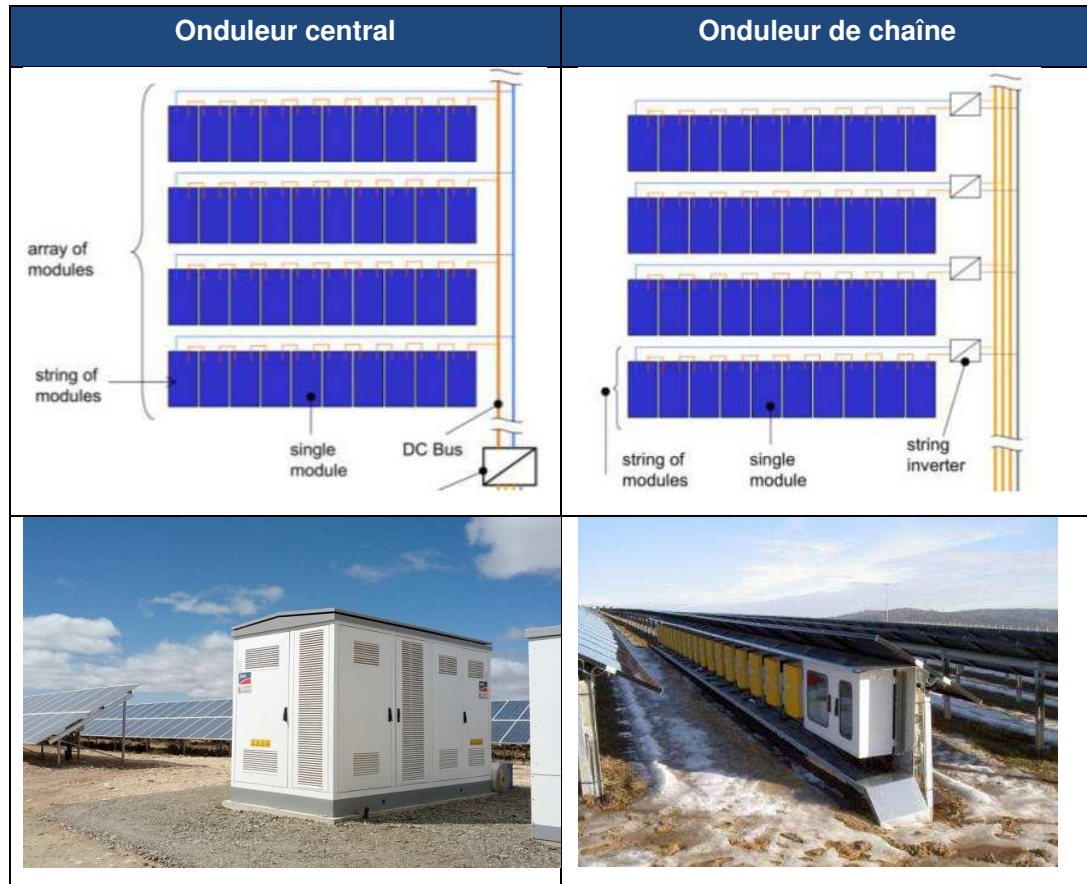 Onduleur central
Onduleur de chaîne
array of
modules
string of
modules
single
module
DC Bus
string of
modules
single
module
string
inverter